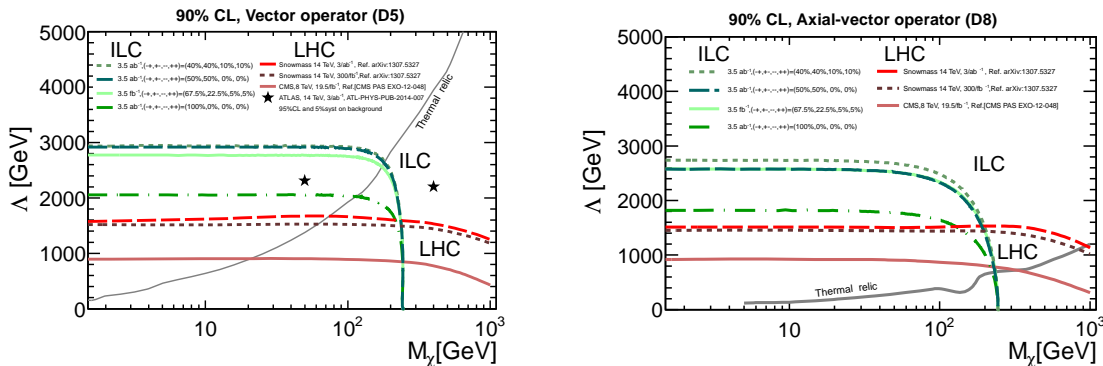 90% CL, Vector operator (D5)
ILC
LHC
3.5 ab⁻¹,(-+,+-,--,++)=(40%,40%,10%,10%)
3.5 ab⁻¹,(-+,+-,--,++)=(50%,50%, 0%, 0%)
3.5 fb⁻¹,(-+,+-,--,++)=(67.5%,22.5%,5%,5%)
3.5 ab⁻¹,(-+,+-,--,++)=(100%,0%, 0%, 0%)
Snowmass 14 TeV, 3/ab⁻¹, Ref. arXiv:1307.5327
Snowmass 14 TeV, 300/fb⁻¹,Ref. arXiv:1307.5327
CMS,8 TeV, 19.5/fb⁻¹, Ref.[CMS PAS EXO-12-048]
ATLAS, 14 TeV, 3/ab⁻¹, ATL-PHYS-PUB-2014-007
95%CL and 5%syst on background
Thermal relic
ILC
LHC
Λ [GeV]
5000
4000
3000
2000
1000
0
10
10²
10³
Mχ[GeV]
90% CL, Axial-vector operator (D8)
ILC
LHC
3.5 ab⁻¹,(-+,+-,--,++)=(40%,40%,10%,10%)
3.5 ab⁻¹,(-+,+-,--,++)=(50%,50%, 0%, 0%)
3.5 fb⁻¹,(-+,+-,--,++)=(67.5%,22.5%,5%,5%)
3.5 ab⁻¹,(-+,+-,--,++)=(100%,0%, 0%, 0%)
Snowmass 14 TeV, 3/ab⁻¹ , Ref. arXiv:1307.5327
Snowmass 14 TeV, 300/fb⁻¹ , Ref. arXiv:1307.5327
CMS,8 TeV, 19.5/fb⁻¹, Ref.[CMS PAS EXO-12-048]
ILC
LHC
Thermal relic
Λ [GeV]
5000
4000
3000
2000
1000
0
10
10²
10³
Mχ[GeV]